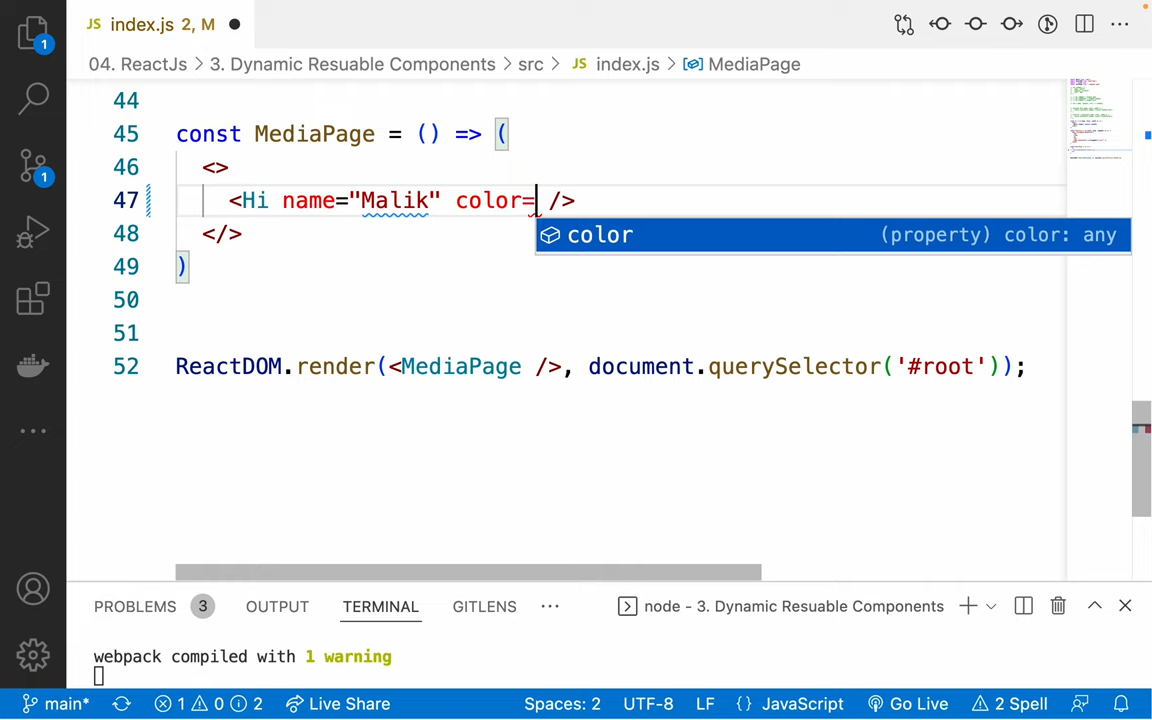 JS index.js 2, M
04. ReactJs > 3. Dynamic Resuable Components > src > JS index.js > MediaPage
44
45 const MediaPage = () => (
46 <>
47 <Hi name="Malik" color= />
color (property) color: any
48 </>
49 )
50
51
52 ReactDOM.render(<MediaPage />, document.querySelector('#root'));
1
1
PROBLEMS 3 OUTPUT TERMINAL GITLENS ... node - 3. Dynamic Resuable Components
webpack compiled with 1 warning
main* 1 0 2 Live Share Spaces: 2 UTF-8 LF {} JavaScript Go Live 2 Spell